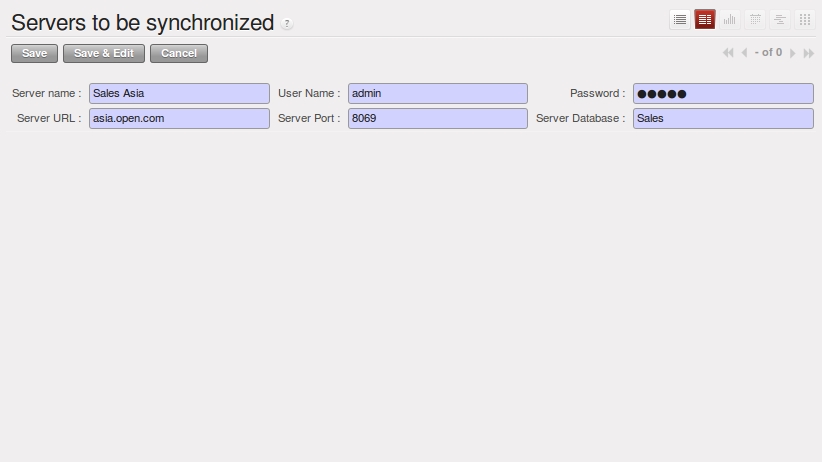 Servers to be synchronized ?
Save Save & Edit Cancel - of 0
Server name : Sales Asia User Name : admin Password : ●●●●●
Server URL : asia.open.com Server Port : 8069 Server Database : Sales